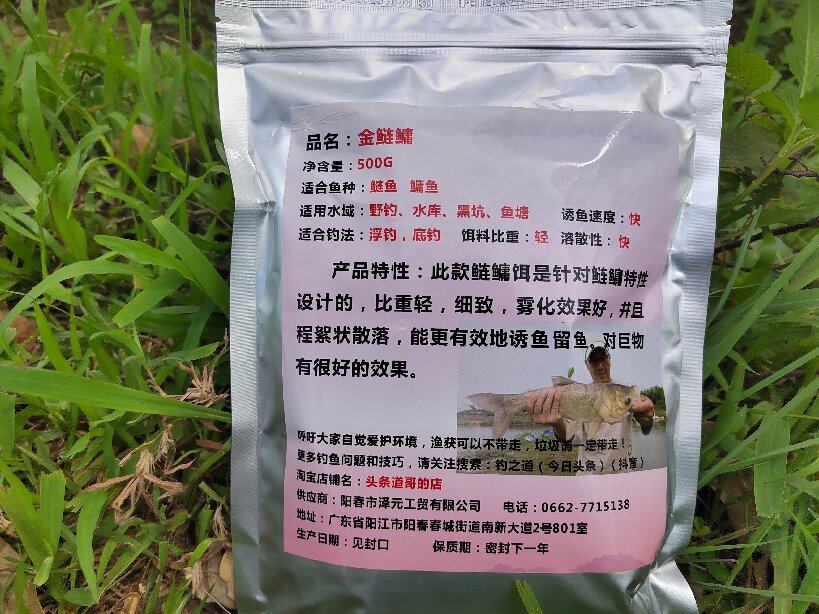 品名：金鲢鳙
净含量：500G
适合鱼种：鲢鱼 鳙鱼
适用水域：野钓、水库、黑坑、鱼塘 诱鱼速度：快
适合钓法：浮钓，底钓 饵料比重：轻 溶散性：快
产品特性：此款鲢鳙饵是针对鲢鳙特性
设计的，比重轻，细致，雾化效果好，并且
程絮状散落，能更有效地诱鱼留鱼，对巨物
有很好的效果。
呼吁大家自觉爱护环境，渔获可以不带走，垃圾请一定带走！
更多钓鱼问题和技巧，请关注搜索：钓之道（今日头条）（抖音）
淘宝店铺名：头条道哥的店
供应商：阳春市泽元工贸有限公司 电话：0662-7715138
地址：广东省阳江市阳春春城街道南新大道2号801室
生产日期：见封口 保质期：密封下一年